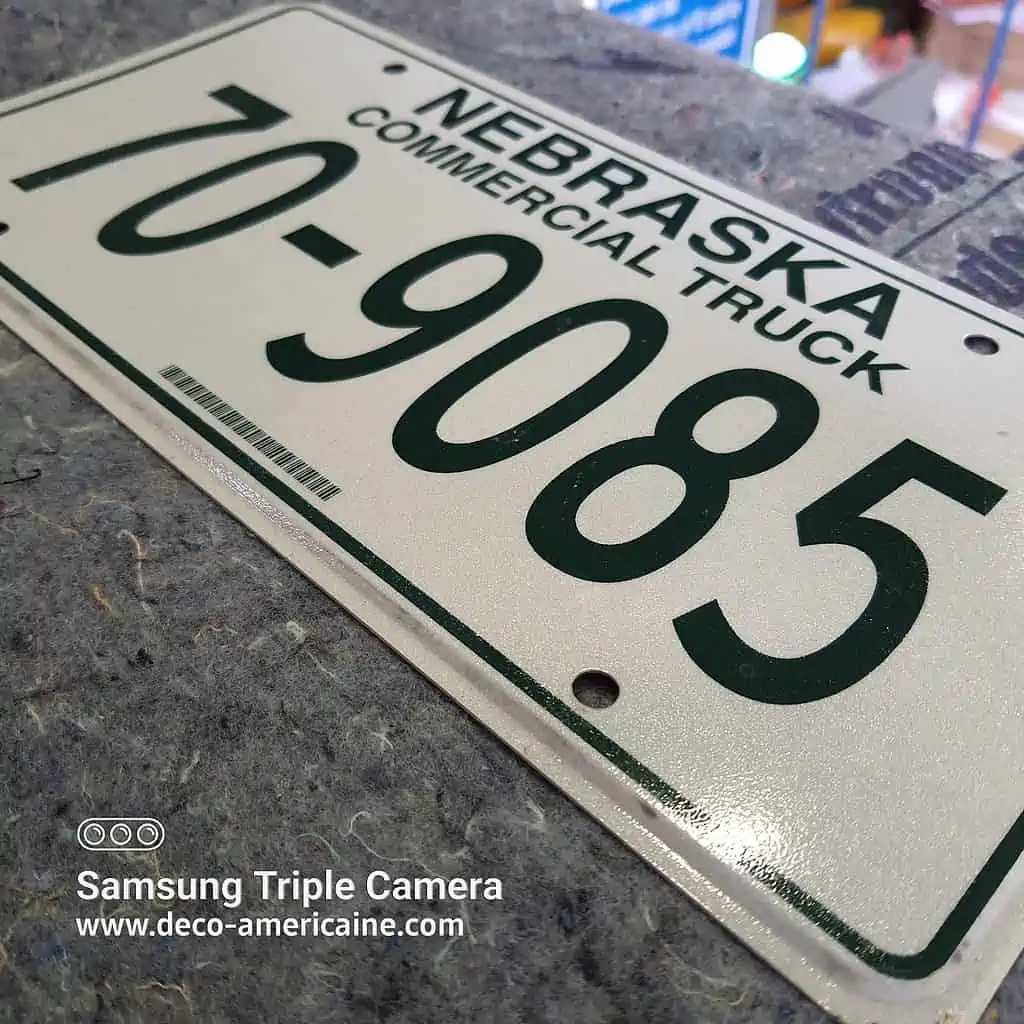 NEBRASKA
COMMERCIAL TRUCK
70-9085
Samsung Triple Camera
www.deco-americaine.com